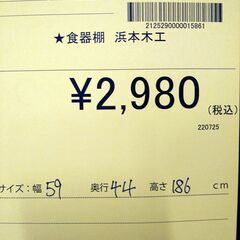 2125290000015861
★食器棚 浜本木工
¥2,980
(税込)
220725
サイズ:幅 59 奥行 44 高さ 186 cm